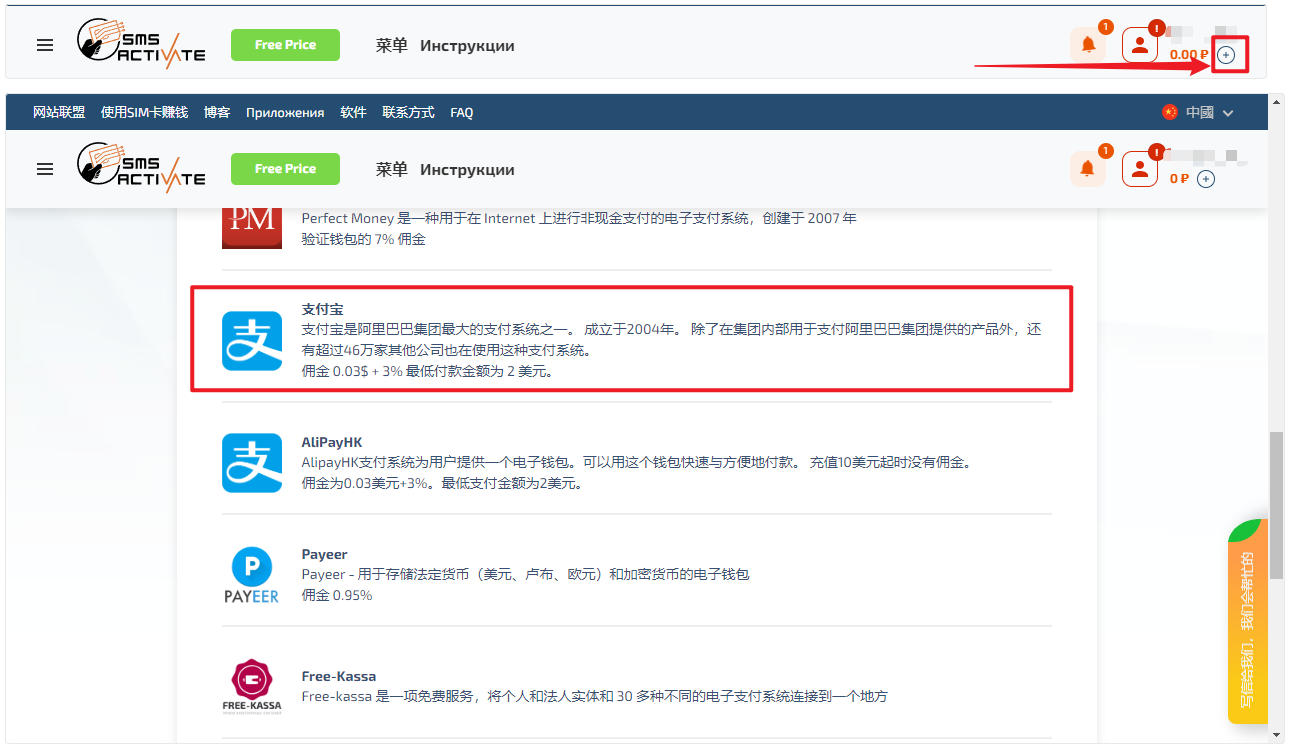 SMS ACTIVATE
Free Price
菜单 Инструкции
1
!
0.00 ₽
网站联盟 使用SIM卡赚钱 博客 Приложения 软件 联系方式 FAQ
中國
SMS ACTIVATE
Free Price
菜单 Инструкции
1
!
0 ₽
PM
Perfect Money 是一种用于在 Internet 上进行非现金支付的电子支付系统，创建于 2007 年
验证钱包的 7% 佣金
支
支付宝
支付宝是阿里巴巴集团最大的支付系统之一。 成立于2004年。 除了在集团内部用于支付阿里巴巴集团提供的产品外，还
有超过46万家其他公司也在使用这种支付系统。
佣金 0.03$ + 3% 最低付款金额为 2 美元。
支
AliPayHK
AlipayHK支付系统为用户提供一个电子钱包。可以用这个钱包快速与方便地付款。 充值10美元起时没有佣金。
佣金为0.03美元+3%。最低支付金额为2美元。
P
PAYEER
Payeer
Payeer - 用于存储法定货币（美元、卢布、欧元）和加密货币的电子钱包
佣金 0.95%
FREE-KASSA
Free-Kassa
Free-kassa 是一项免费服务，将个人和法人实体和 30 多种不同的电子支付系统连接到一个地方
写信给我们，我们会帮忙的